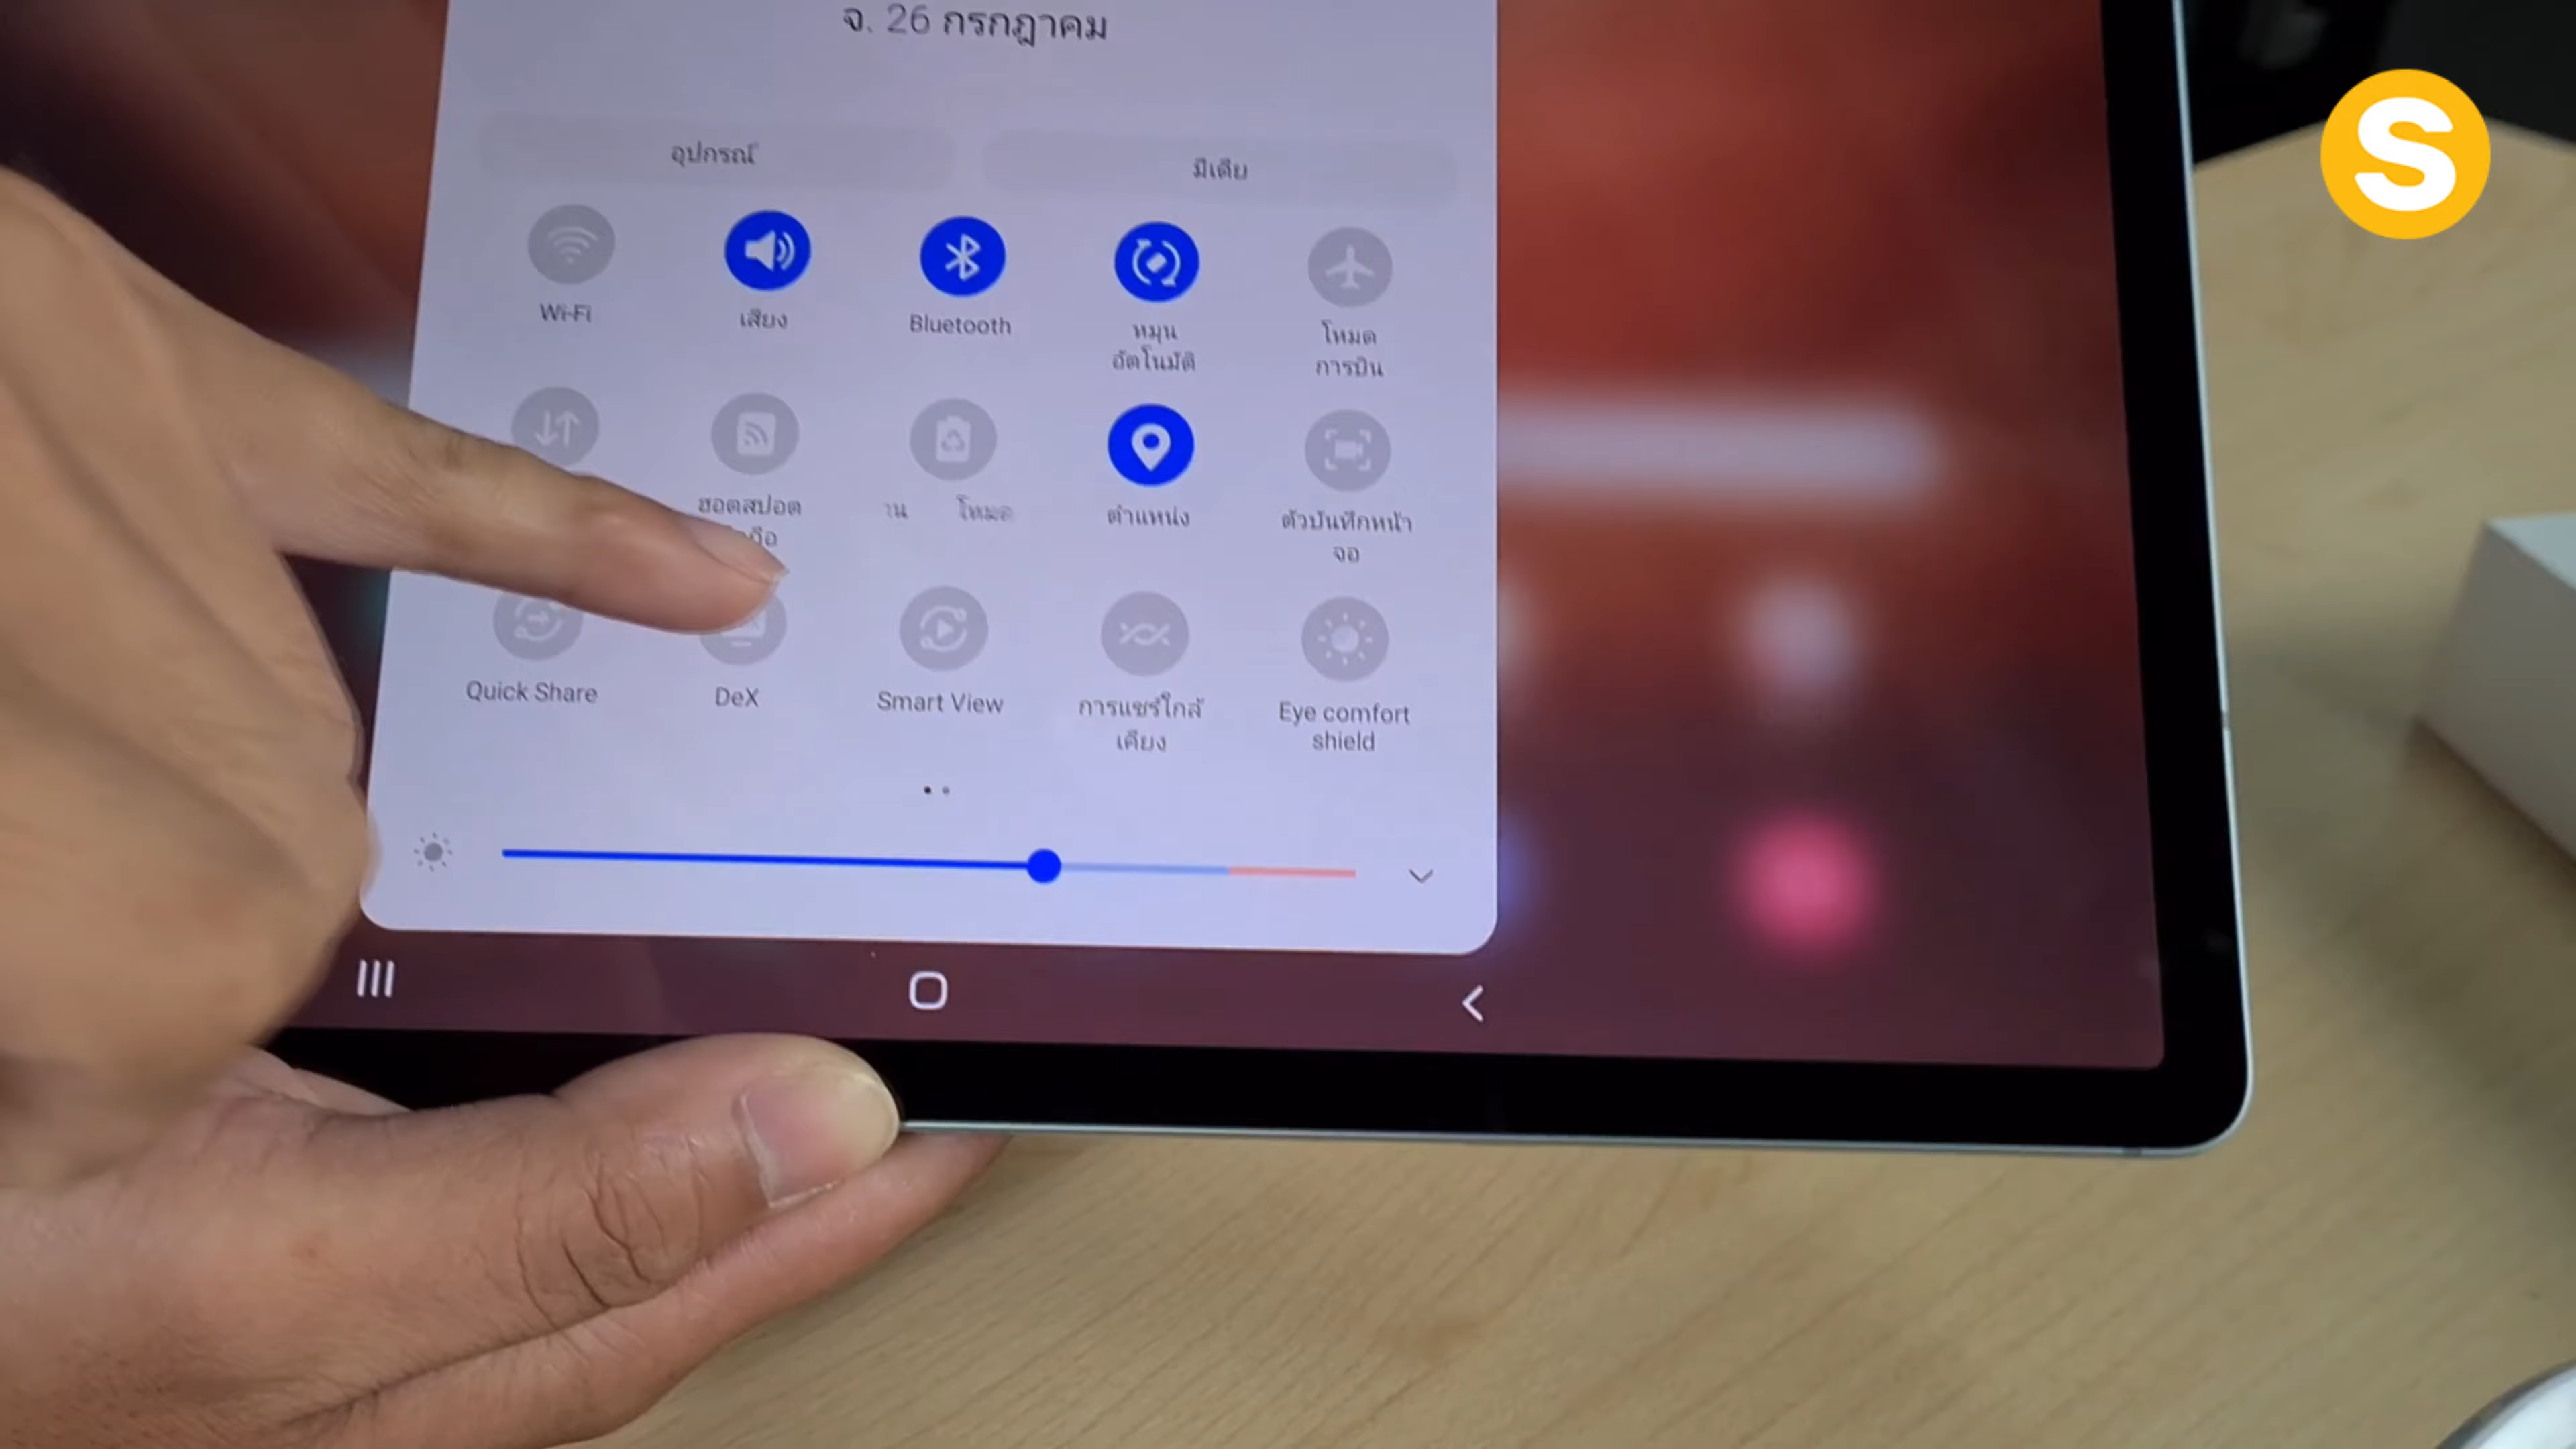 จ. 26 กรกฎาคม
อุปกรณ์
มีเดีย
Wi-Fi
เสียง
Bluetooth
หมุน
อัตโนมัติ
โหมด
การบิน
ฮอตสปอต
โหมด
ตำแหน่ง
ตัวบันทึกหน้า
จอ
Quick Share
DeX
Smart View
การแชร์ใกล้
เคียง
Eye comfort
shield
S